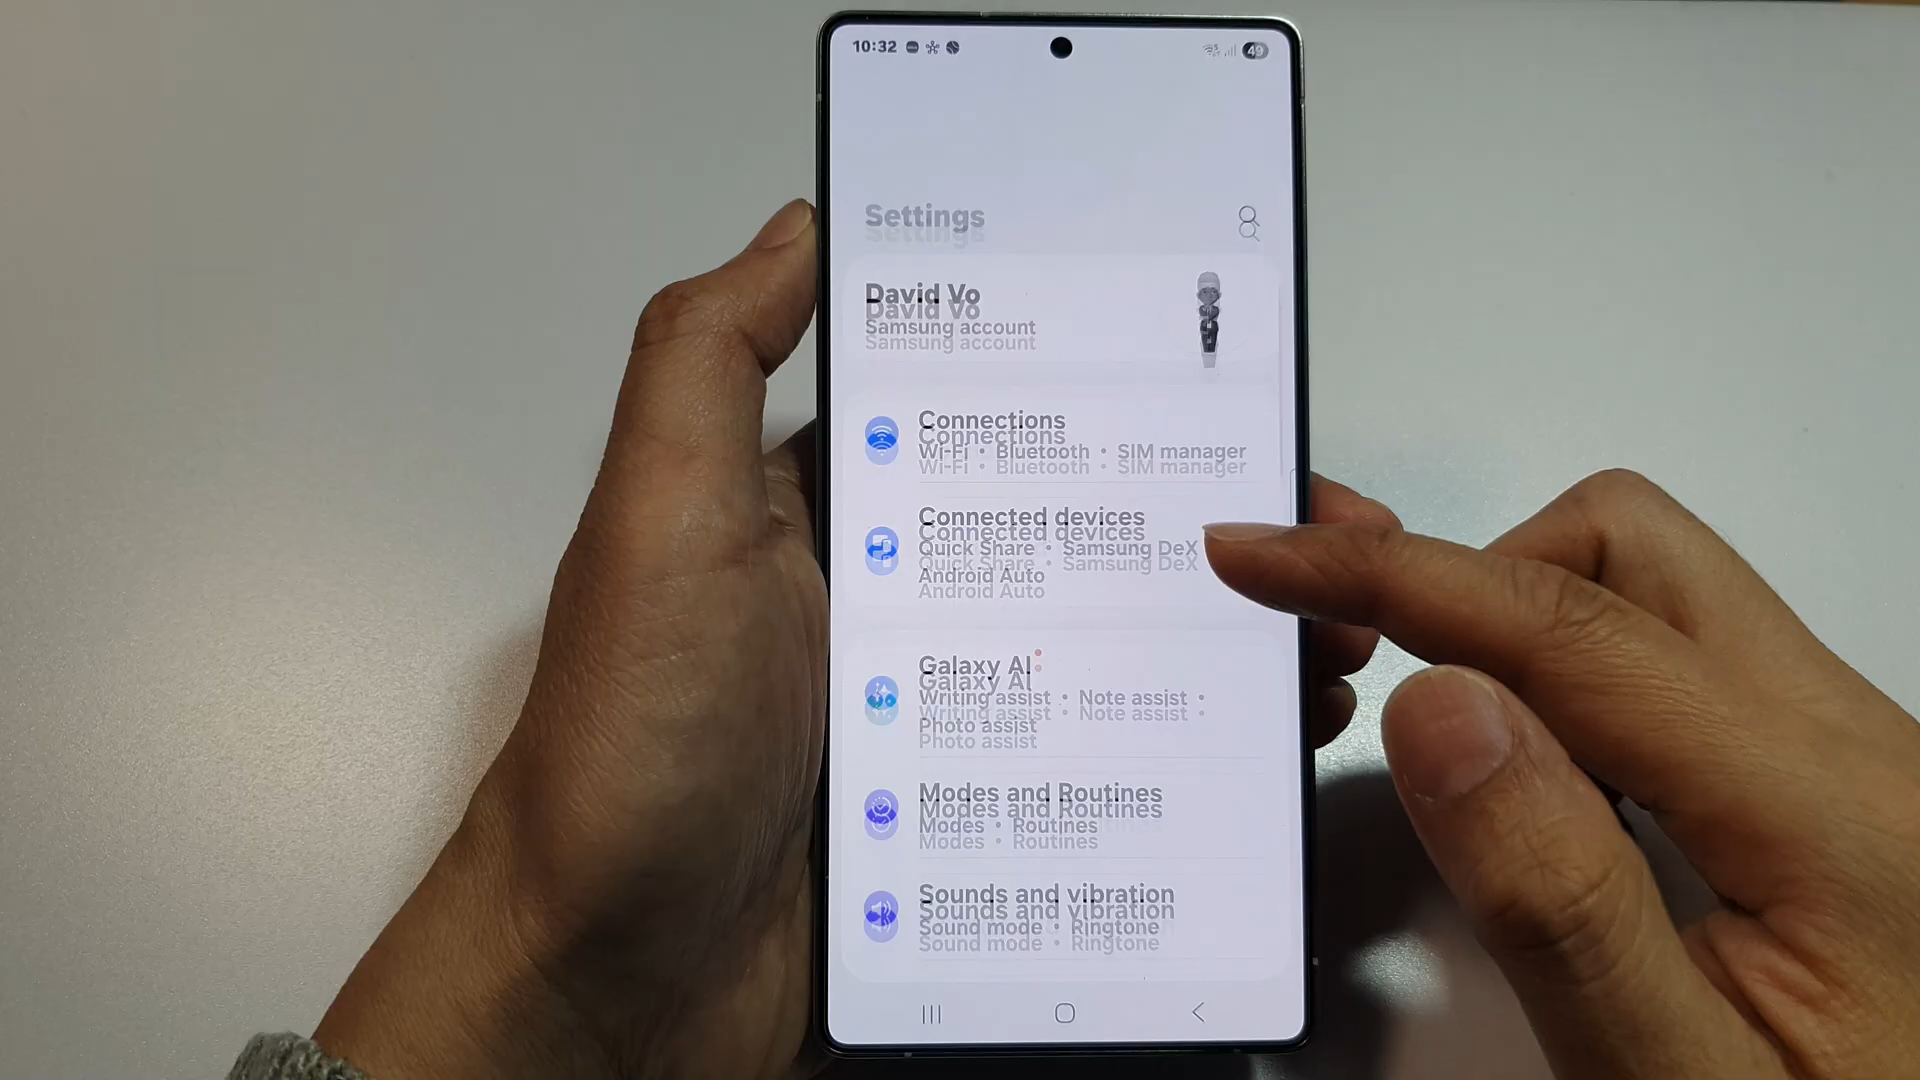 10:32
49
Settings
David Vo
Samsung account
Connections
Wi-Fi • Bluetooth • SIM manager
Connected devices
Quick Share • Samsung DeX
Android Auto
Galaxy AI
Writing assist • Note assist •
Photo assist
Modes and Routines
Modes • Routines
Sounds and vibration
Sound mode • Ringtone